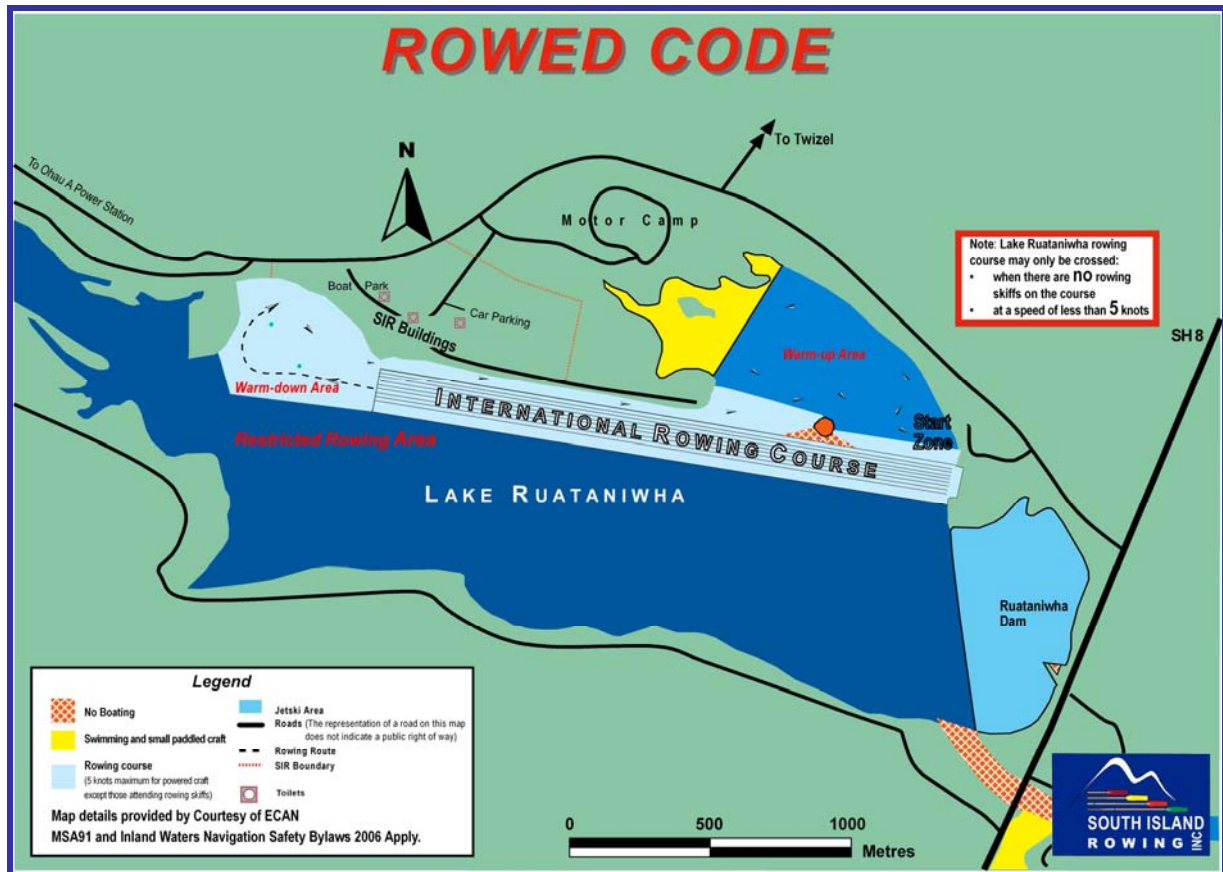 ROWED CODE
To Twizel
N
To Ohau A Power Station
Motor Camp
Note: Lake Ruataniwha rowing
course may only be crossed:
• when there are no rowing
skiffs on the course
• at a speed of less than 5 knots
SH 8
Boat Park
Car Parking
SIR Buildings
Warm-up Area
Warm-down Area
Start
Zone
INTERNATIONAL ROWING COURSE
Restricted Rowing Area
LAKE RUATANIWHA
Ruataniwha
Dam
Legend
No Boating
Swimming and small paddled craft
Rowing course
(5 knots maximum for powered craft
except those attending rowing skiffs)
Jetski Area
Roads (The representation of a road on this map
does not indicate a public right of way)
Rowing Route
SIR Boundary
Toilets
Map details provided by Courtesy of ECAN
MSA91 and Inland Waters Navigation Safety Bylaws 2006 Apply.
0 500 1000
Metres
SOUTH ISLAND
ROWING INC